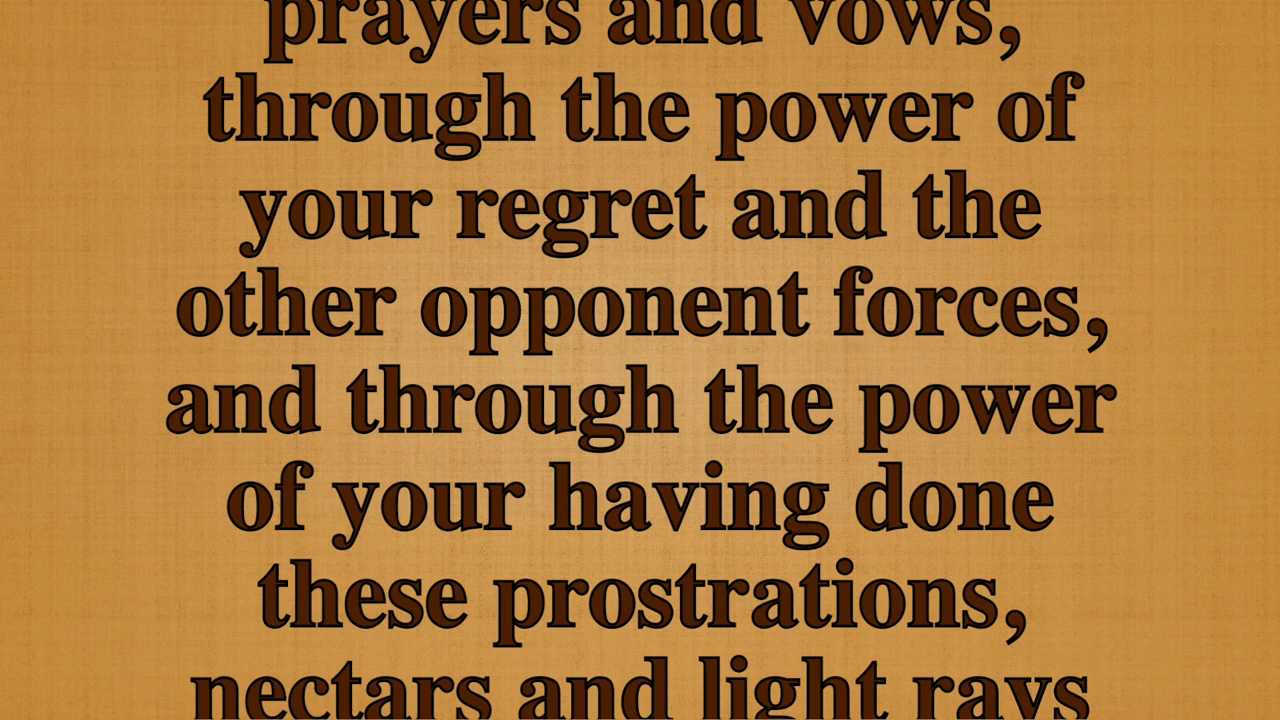 prayers and vows,
through the power of
your regret and the
other opponent forces,
and through the power
of your having done
these prostrations,
nectars and light rays